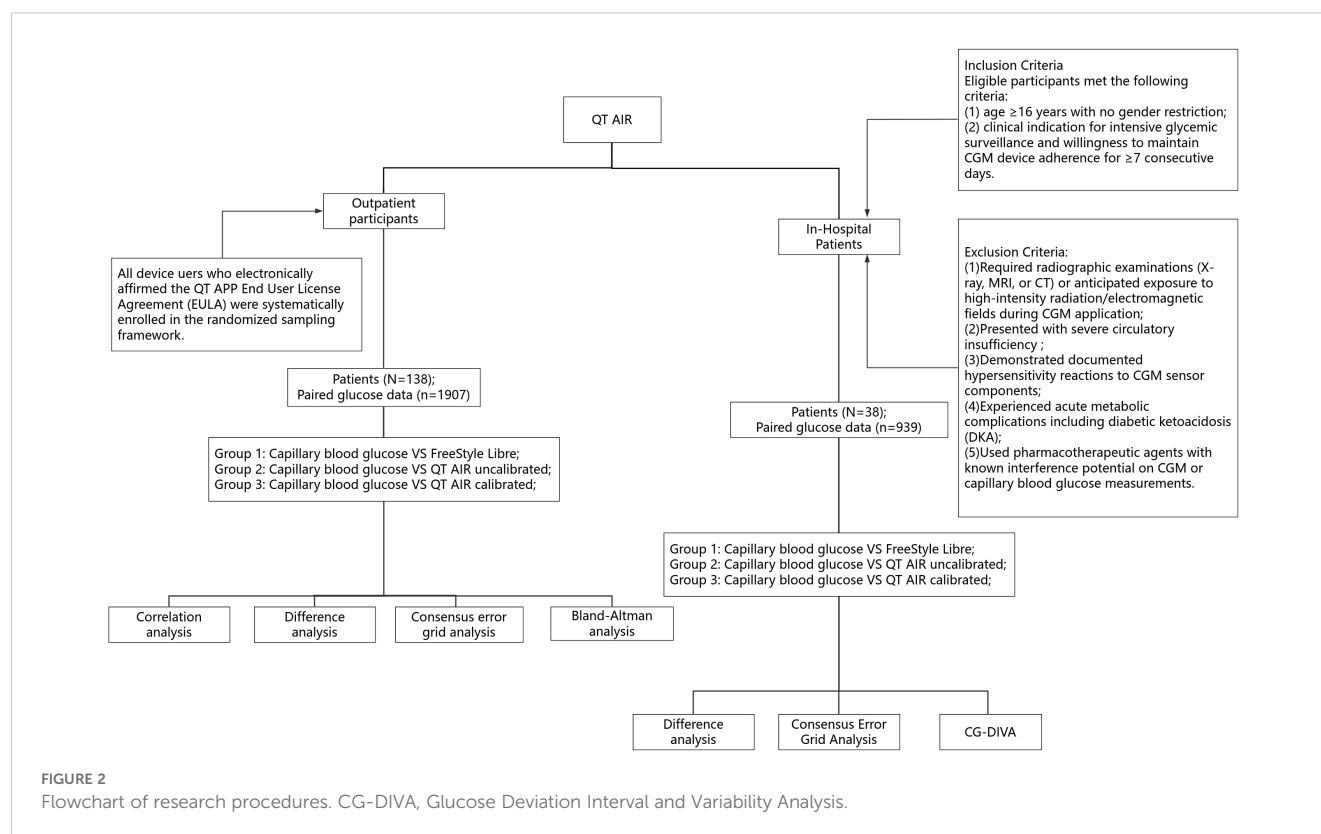 QT AIR
Outpatient
participants
All device uers who electronically
affirmed the QT APP End User License
Agreement (EULA) were systematically
enrolled in the randomized sampling
framework.
Patients (N=138);
Paired glucose data (n=1907)
Group 1: Capillary blood glucose VS FreeStyle Libre;
Group 2: Capillary blood glucose VS QT AIR uncalibrated;
Group 3: Capillary blood glucose VS QT AIR calibrated;
Correlation
analysis
Difference
analysis
Consensus error
grid analysis
Bland-Altman
analysis
Inclusion Criteria
Eligible participants met the following
criteria:
(1) age ≥16 years with no gender restriction;
(2) clinical indication for intensive glycemic
surveillance and willingness to maintain
CGM device adherence for ≥7 consecutive
days.
In-Hospital
Patients
Exclusion Criteria:
(1)Required radiographic examinations (X-
ray, MRI, or CT) or anticipated exposure to
high-intensity radiation/electromagnetic
fields during CGM application;
(2)Presented with severe circulatory
insufficiency ;
(3)Demonstrated documented
hypersensitivity reactions to CGM sensor
components;
(4)Experienced acute metabolic
complications including diabetic ketoacidosis
(DKA);
(5)Used pharmacotherapeutic agents with
known interference potential on CGM or
capillary blood glucose measurements.
Patients (N=38);
Paired glucose data (n=939)
Group 1: Capillary blood glucose VS FreeStyle Libre;
Group 2: Capillary blood glucose VS QT AIR uncalibrated;
Group 3: Capillary blood glucose VS QT AIR calibrated;
Difference
analysis
Consensus Error
Grid Analysis
CG-DIVA
FIGURE 2
Flowchart of research procedures. CG-DIVA, Glucose Deviation Interval and Variability Analysis.